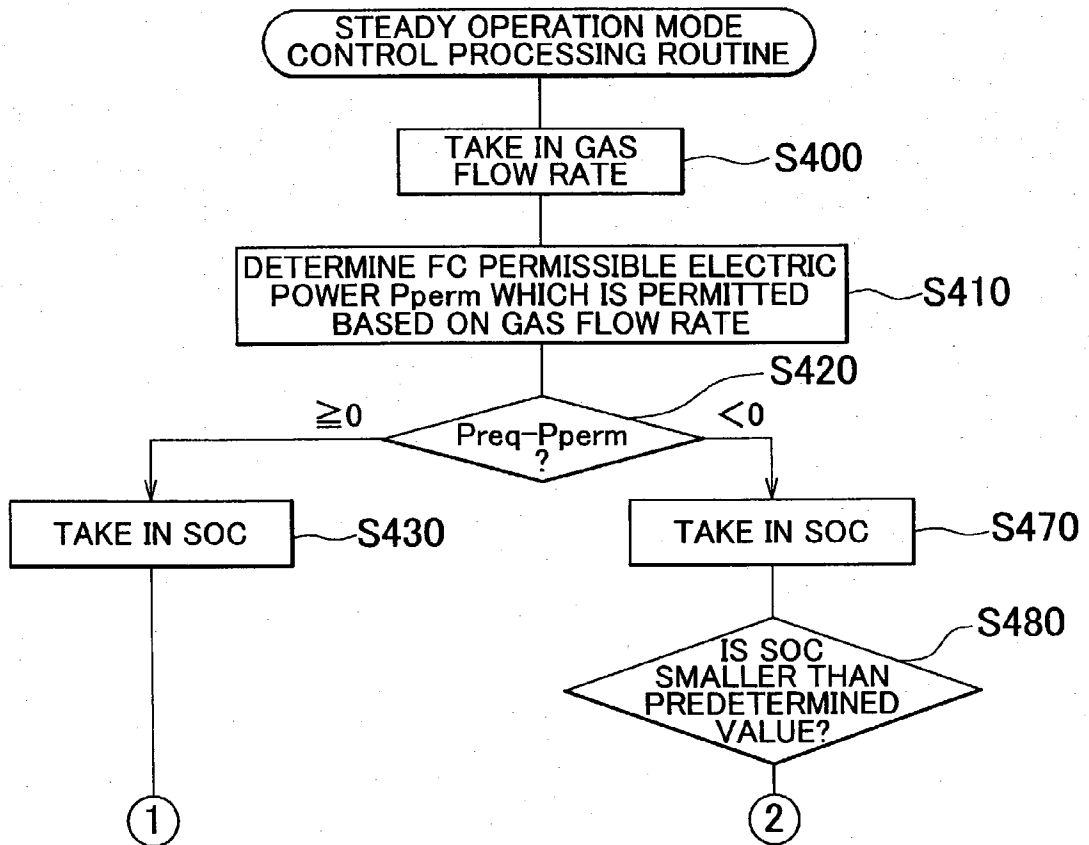 STEADY OPERATION MODE
CONTROL PROCESSING ROUTINE
TAKE IN GAS
FLOW RATE
S400
DETERMINE FC PERMISSIBLE ELECTRIC
POWER Pperm WHICH IS PERMITTED
BASED ON GAS FLOW RATE
S410
S420
≧0
Preq-Pperm
?
<0
TAKE IN SOC
S430
TAKE IN SOC
S470
S480
IS SOC
SMALLER THAN
PREDETERMINED
VALUE?
1
2